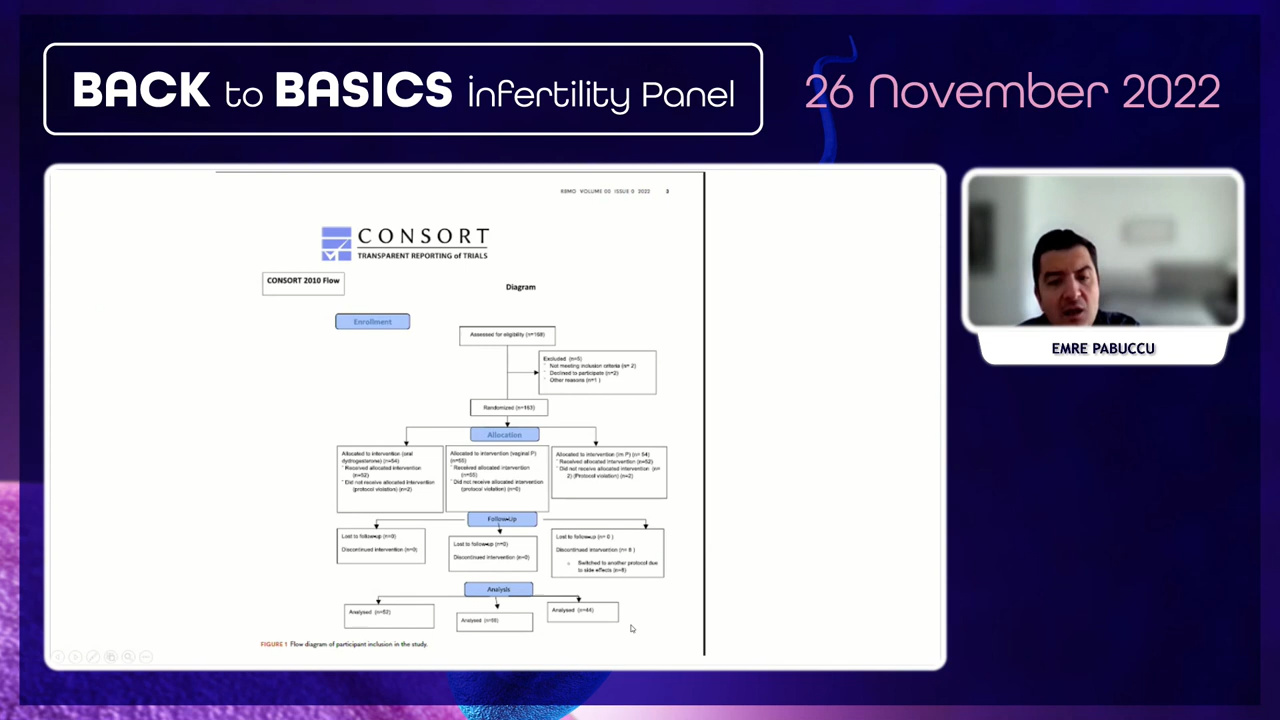 BACK to BASICS infertility Panel
26 November 2022
RBMO VOLUME 00 ISSUE 0 2022 3
CONSORT
TRANSPARENT REPORTING of TRIALS
CONSORT 2010 Flow
Diagram
Enrollment
Assessed for eligibility (n=168)
Excluded (n=5)
Not meeting inclusion criteria (n= 2)
Declined to participate (n=2)
Other reasons (n=1 )
Randomized (n=163)
Allocation
Allocated to intervention (oral
dydrogesterone) (n=54)
Received allocated intervention
(n=52)
Did not receive allocated intervention
(protocol violation) (n=2)
Allocated to intervention (vaginal P)
(n=55)
Received allocated intervention
(n=55)
Did not receive allocated intervention
(protocol violation) (n=0)
Allocated to intervention (im P) (n= 54)
Received allocated intervention (n=52)
Did not receive allocated intervention (n=
2) (Protocol violation) (n=2)
Follow-Up
Lost to follow-up (n=0)
Discontinued intervention (n=0)
Lost to follow-up (n=0)
Discontinued intervention (n=0)
Lost to follow-up (n= 0 )
Discontinued intervention (n= 8 )
o Switched to another protocol due
to side effects (n=8)
Analysis
Analysed (n=52)
Analysed
Analysed (n=44)
FIGURE 1 Flow diagram of participant inclusion in the study.
EMRE PABUCCU